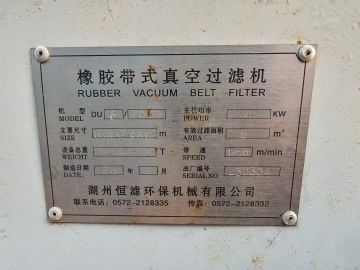 橡胶带式真空过滤机
RUBBER VACUUM BELT FILTER
机型 MODEL DU
主机功率 POWER KW
主要尺寸 SIZE m
有效过滤面积 AREA 8 m²
设备总重 WEIGHT T
带速 SPEED 1-8 m/min
制造日期 DATE 年 月
出厂编号 SERIAL NO
湖州恒滤环保机械有限公司
联系电话：0572-2128335 传真：0572-2128332